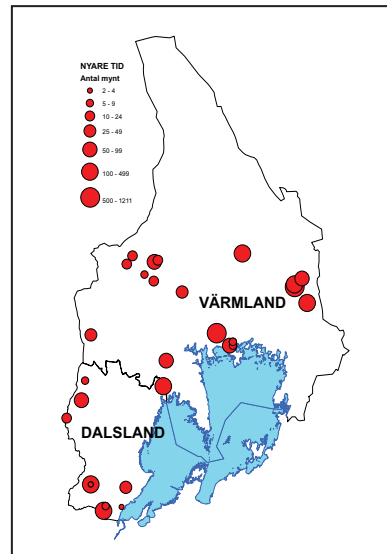 NYARE TID
Antal mynt
2 - 4
5 - 9
10 - 24
25 - 49
50 - 99
100 - 499
500 - 1211
VÄRMLAND
DALSLAND